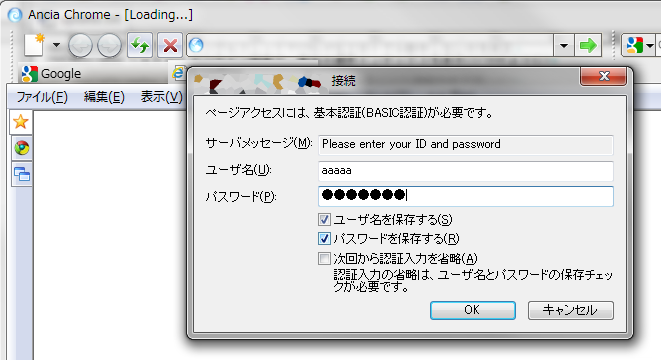 Ancia Chrome - [Loading...]
Google
ファイル(F) 編集(E) 表示(V)
接続
ページアクセスには、基本認証(BASIC認証)が必要です。
サーバメッセージ(M): Please enter your ID and password
ユーザ名(U): aaaaa
パスワード(P): ●●●●●●●
ユーザ名を保存する(S)
パスワードを保存する(R)
次回から認証入力を省略(A)
認証入力の省略は、ユーザ名とパスワードの保存チェッ
クが必要です。
OK キャンセル